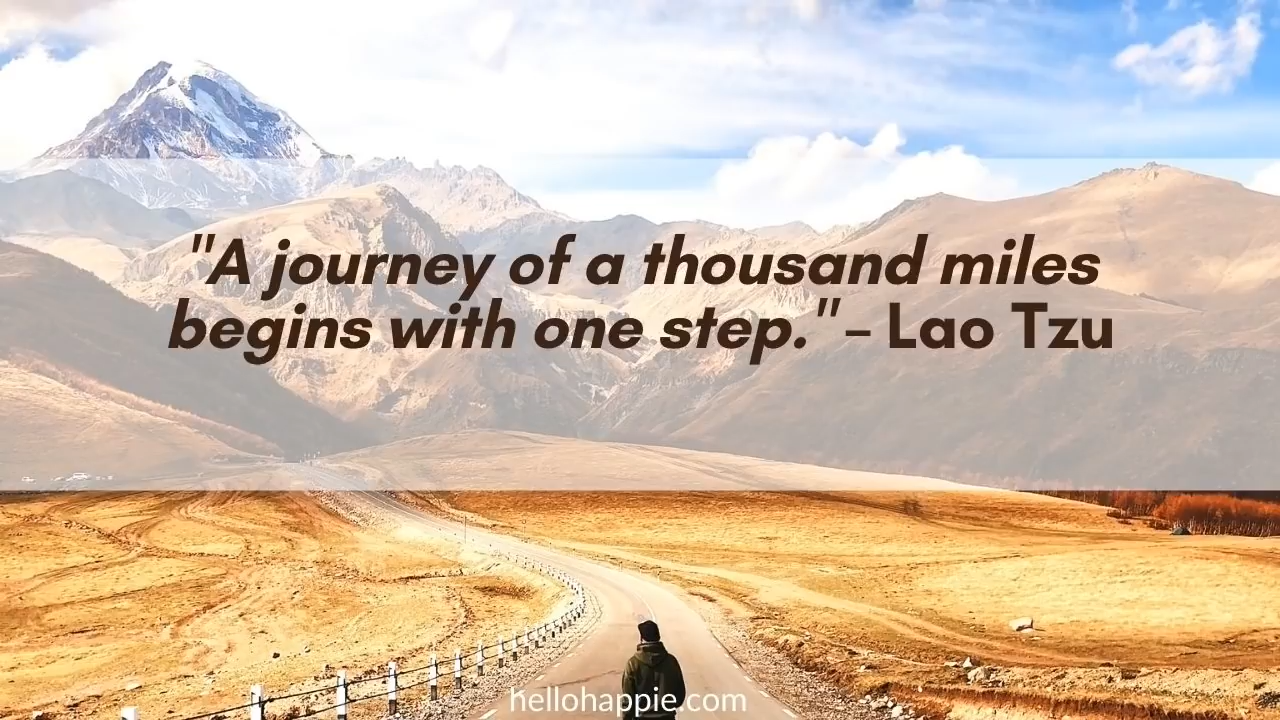 "A journey of a thousand miles
begins with one step." – Lao Tzu
hellohappie.com